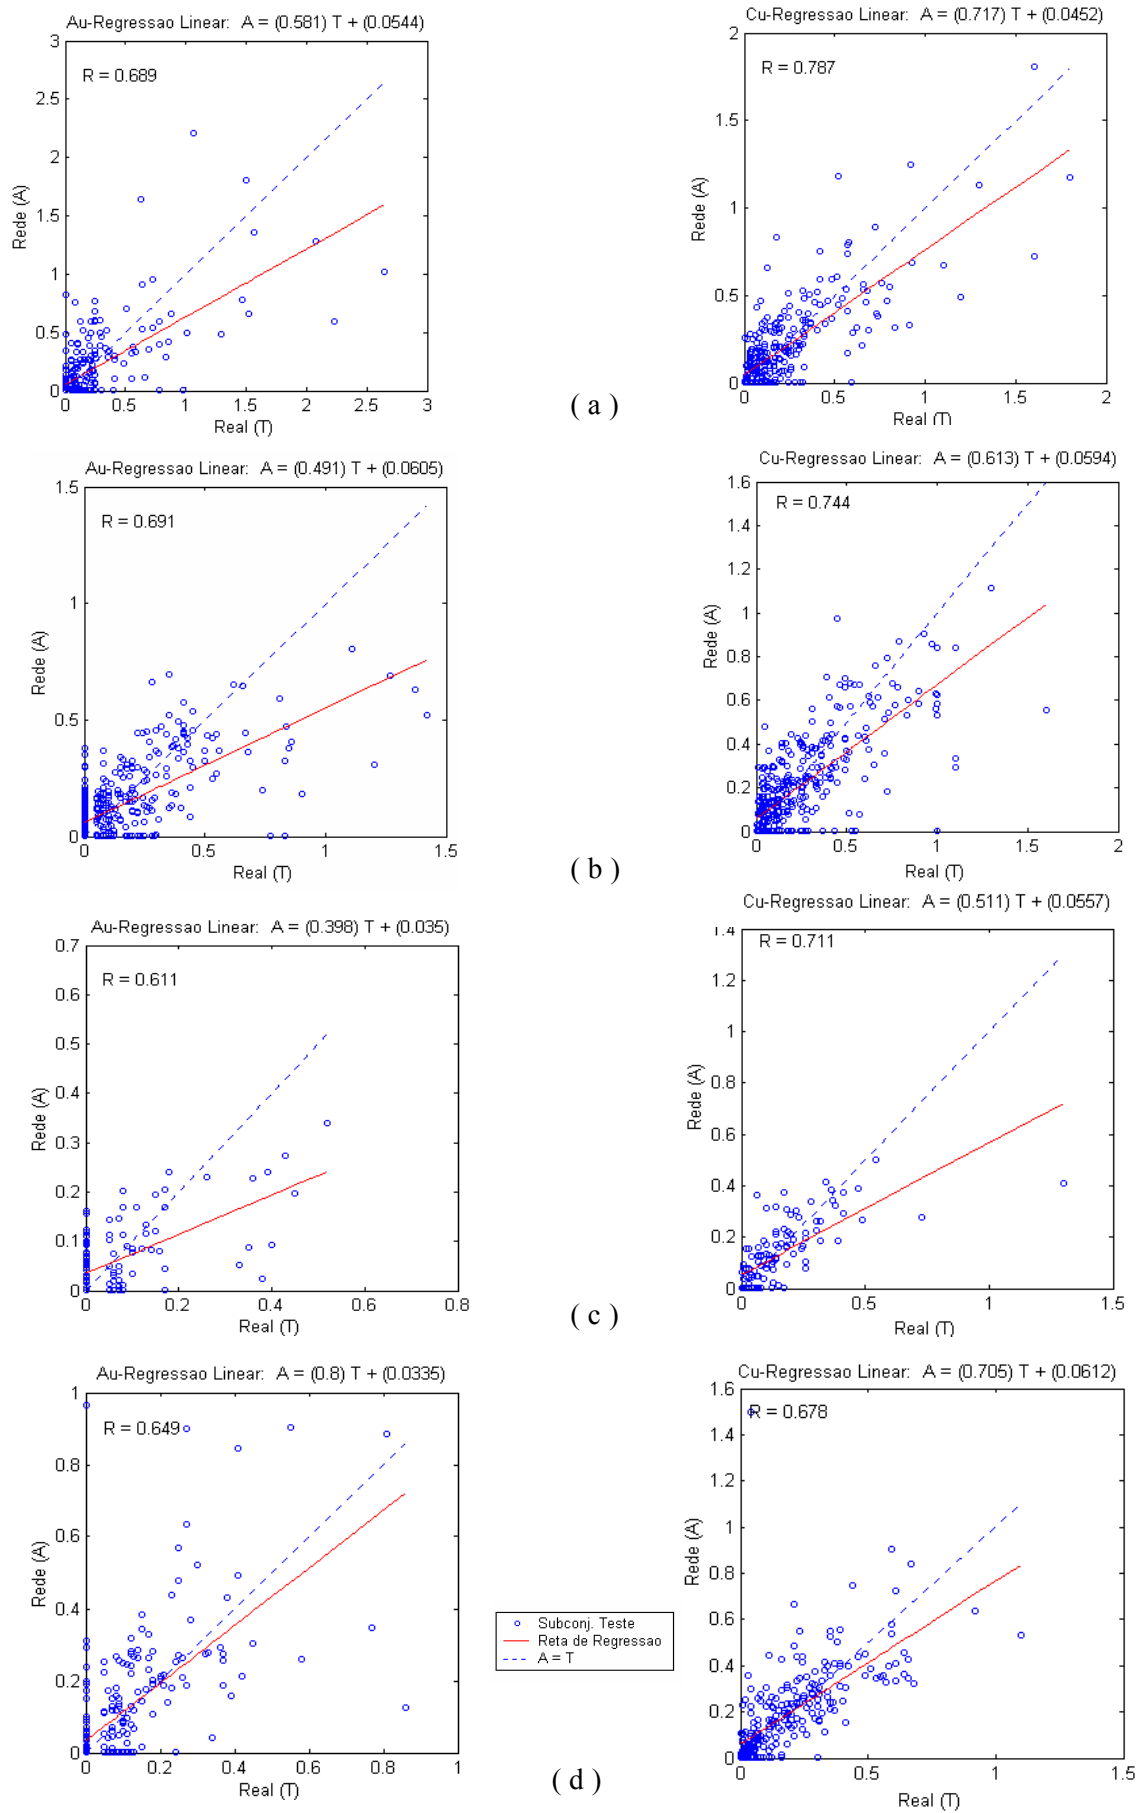 Au-Regressao Linear: A = (0.581) T + (0.0544)
R = 0.689
3
2.5
2
1.5
1
0.5
0
Rede (A)
0 0.5 1 1.5 2 2.5 3
Real (T)
Cu-Regressao Linear: A = (0.717) T + (0.0452)
R = 0.787
2
1.5
1
0.5
0
Rede (A)
0 0.5 1 1.5 2
Real (T)
( a )
Au-Regressao Linear: A = (0.491) T + (0.0605)
R = 0.691
1.5
1
0.5
0
Rede (A)
0 0.5 1 1.5
Real (T)
Cu-Regressao Linear: A = (0.613) T + (0.0594)
R = 0.744
1.6
1.4
1.2
1
0.8
0.6
0.4
0.2
0
Rede (A)
0 0.5 1 1.5 2
Real (T)
( b )
Au-Regressao Linear: A = (0.398) T + (0.035)
R = 0.611
0.7
0.6
0.5
0.4
0.3
0.2
0.1
0
Rede (A)
0 0.2 0.4 0.6 0.8
Real (T)
Cu-Regressao Linear: A = (0.511) T + (0.0557)
R = 0.711
1.4
1.2
1
0.8
0.6
0.4
0.2
0
Rede (A)
0 0.5 1 1.5
Real (T)
( c )
Au-Regressao Linear: A = (0.8) T + (0.0335)
R = 0.649
1
0.8
0.6
0.4
0.2
0
Rede (A)
0 0.2 0.4 0.6 0.8 1
Real (T)
Cu-Regressao Linear: A = (0.705) T + (0.0612)
R = 0.678
1.6
1.4
1.2
1
0.8
0.6
0.4
0.2
0
Rede (A)
0 0.5 1 1.5
Real (T)
Subconj. Teste
Reta de Regressao
A = T
( d )